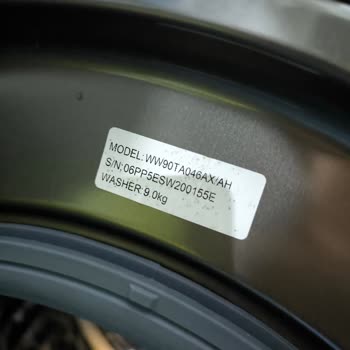 MODEL:WW90TA046AX/AH
S/N:06PP5ESW200155E
WASHER:9.0kg